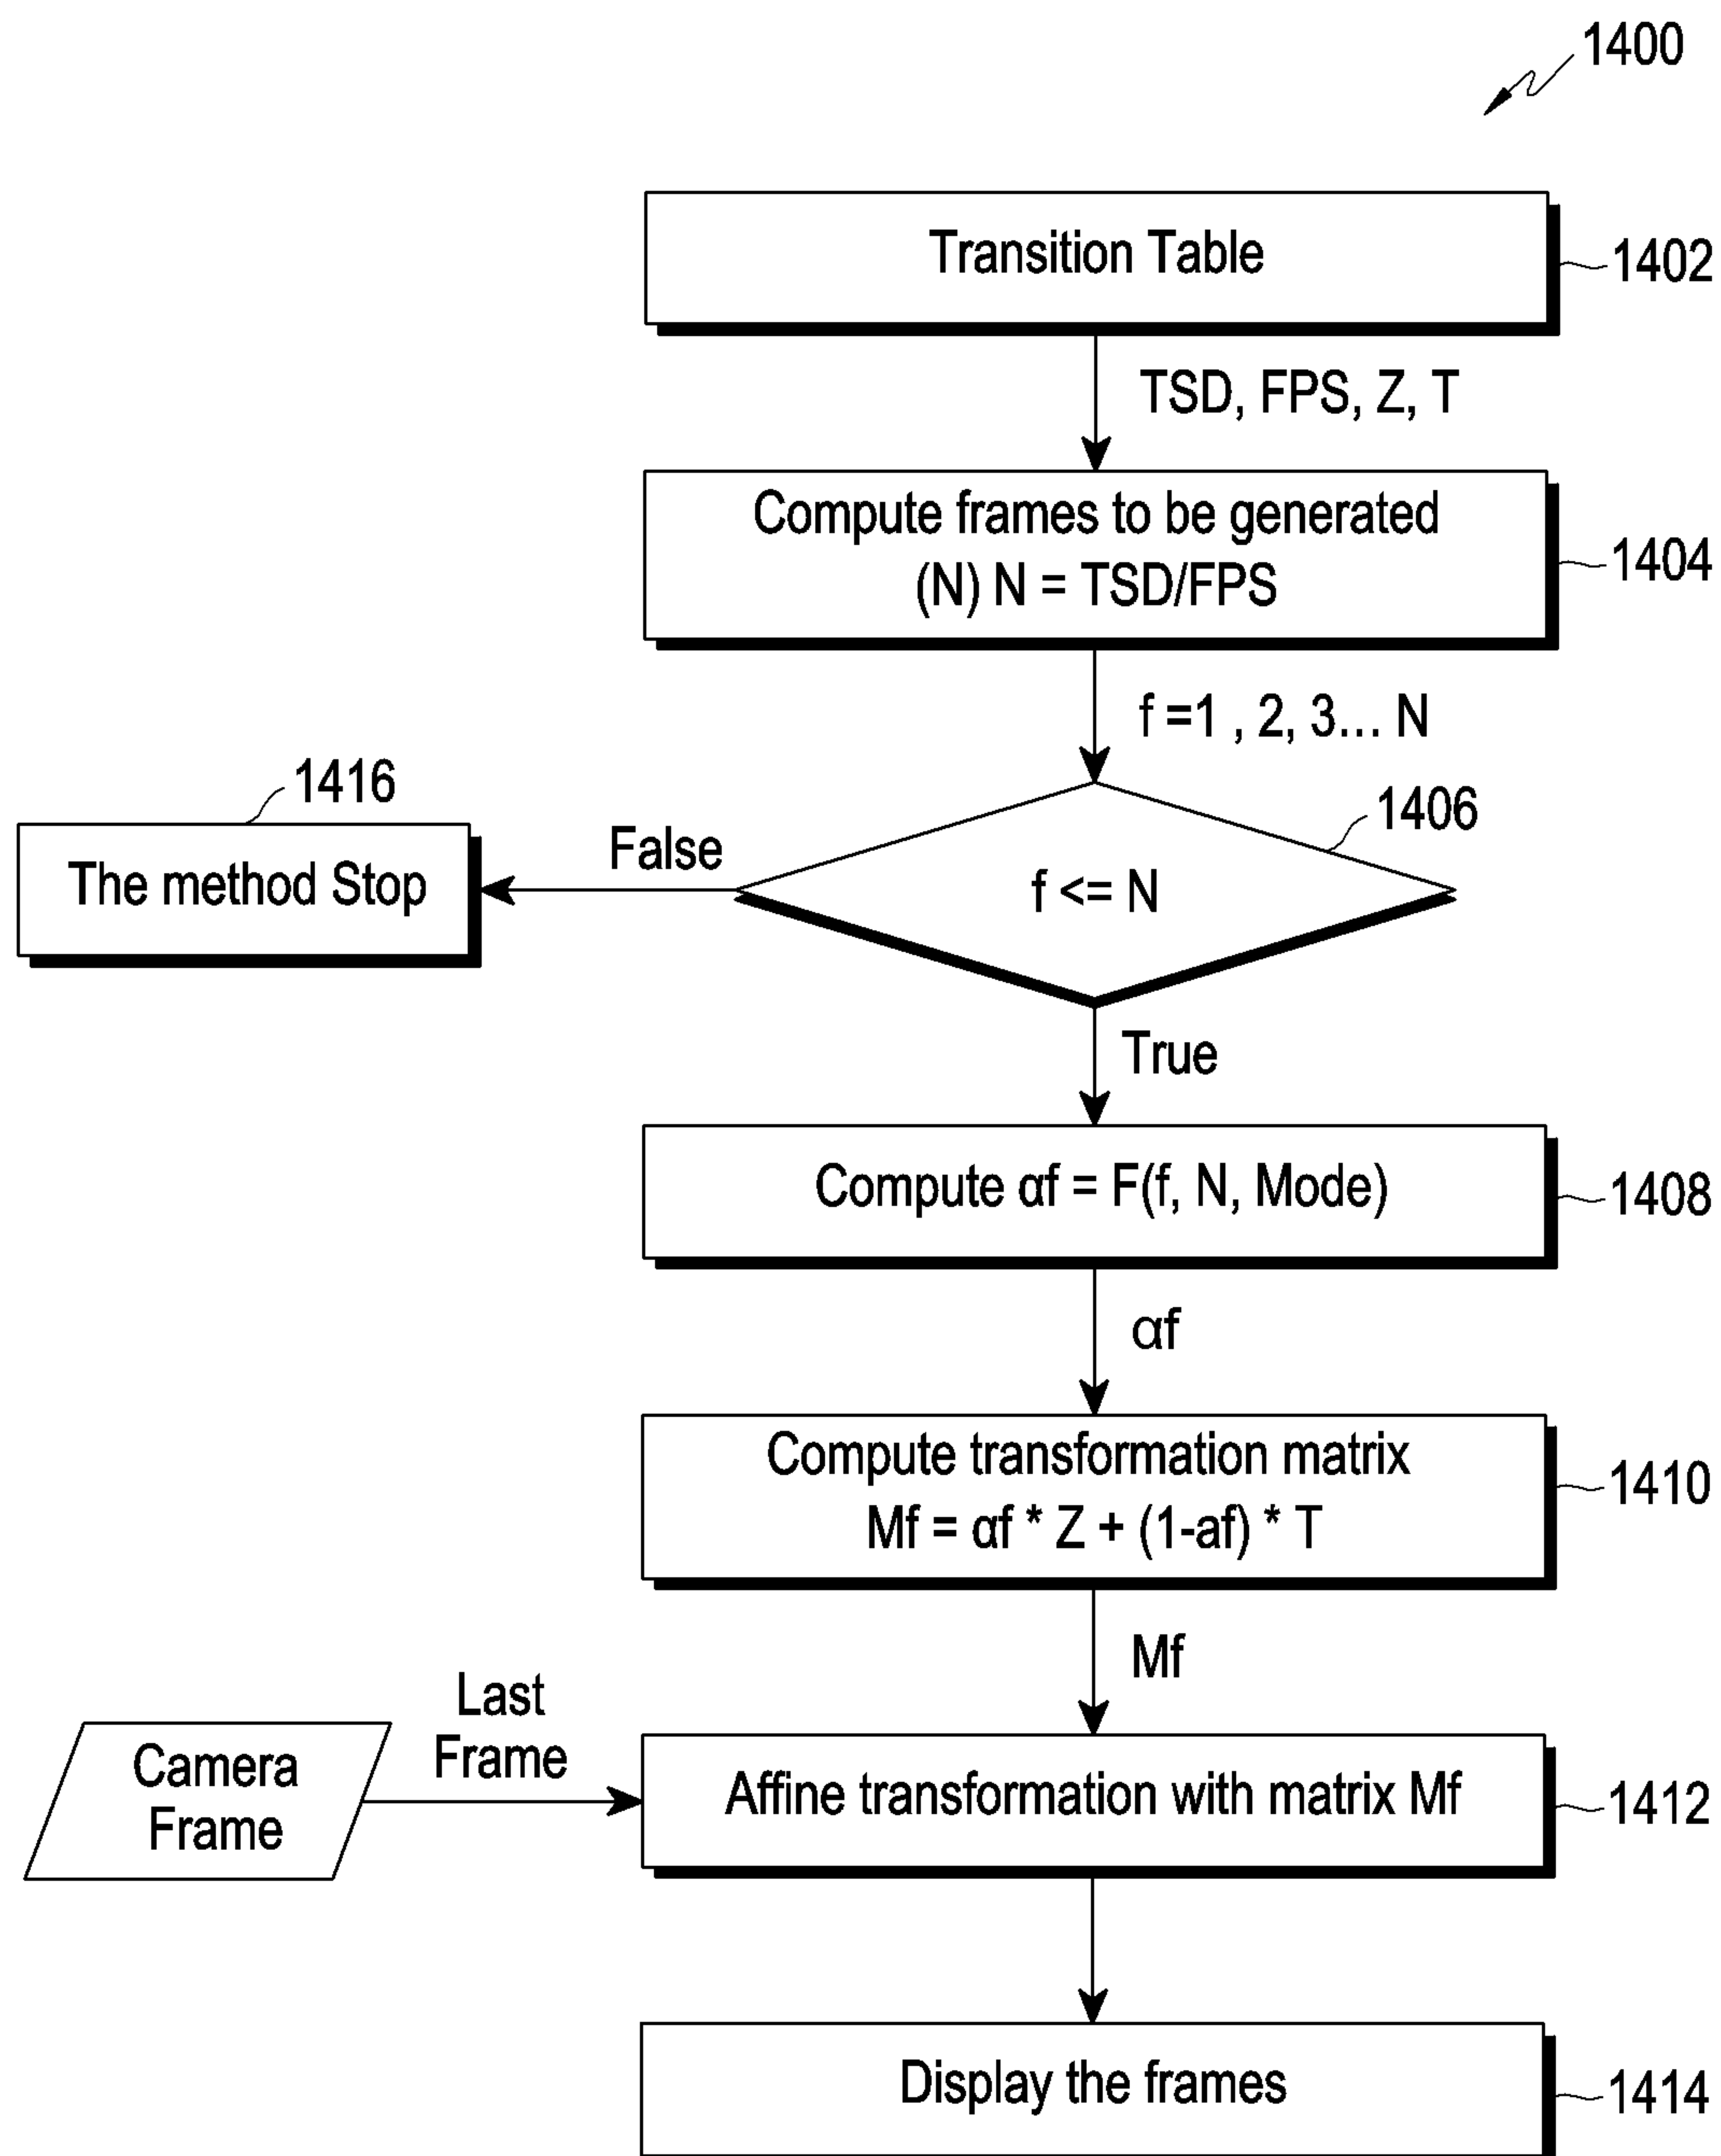 1400
Transition Table
1402
TSD, FPS, Z, T
Compute frames to be generated
(N) N = TSD/FPS
1404
f =1 , 2, 3... N
1416
The method Stop
False
1406
f <= N
True
Compute αf = F(f, N, Mode)
1408
αf
Compute transformation matrix
Mf = αf * Z + (1-af) * T
1410
Mf
Last
Frame
Camera
Frame
Affine transformation with matrix Mf
1412
Display the frames
1414